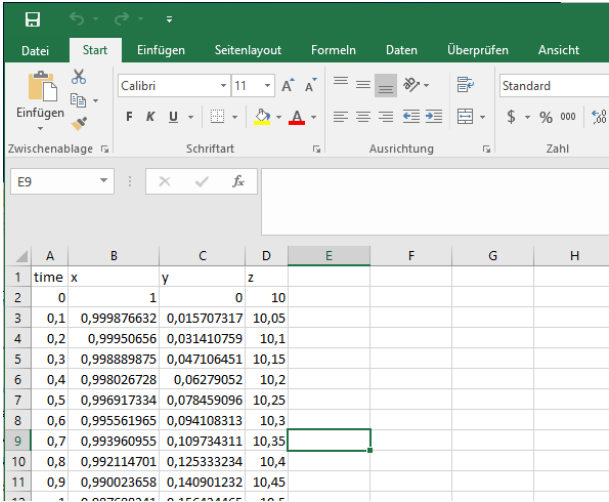 Datei Start Einfügen Seitenlayout Formeln Daten Überprüfen Ansicht
Calibri 11 A A Standard
Einfügen F K U A $ % 000
Zwischenablage Schriftart Ausrichtung Zahl
E9 fx
A B C D E F G H
1 time x y z
2 0 1 0 10
3 0,1 0,999876632 0,015707317 10,05
4 0,2 0,99950656 0,031410759 10,1
5 0,3 0,998889875 0,047106451 10,15
6 0,4 0,998026728 0,06279052 10,2
7 0,5 0,996917334 0,078459096 10,25
8 0,6 0,995561965 0,094108313 10,3
9 0,7 0,993960955 0,109734311 10,35
10 0,8 0,992114701 0,125333234 10,4
11 0,9 0,990023658 0,140901232 10,45